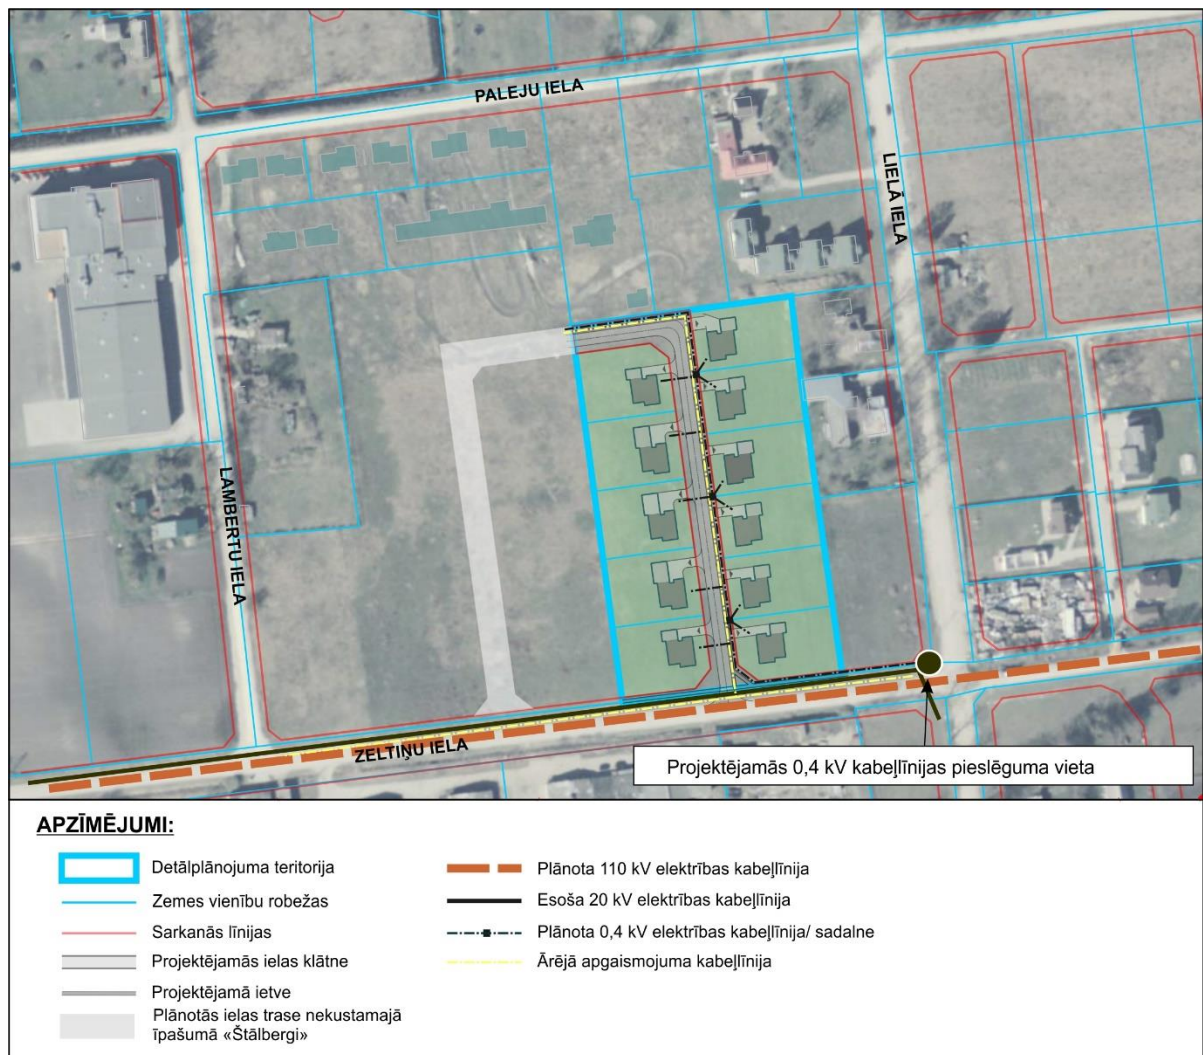 PALEJU IELA
LIELĀ IELA
LAMBERTU IELA
ZELTIŅU IELA
Projektējamās 0,4 kV kabeļlīnijas pieslēguma vieta
APZĪMĒJUMI:
Detālplānojuma teritorija
Zemes vienību robežas
Sarkanās līnijas
Projektējamās ielas klātne
Projektējamā ietve
Plānotās ielas trase nekustamajā
īpašumā «Štālbergi»
Plānota 110 kV elektrības kabeļlīnija
Esoša 20 kV elektrības kabeļlīnija
Plānota 0,4 kV elektrības kabeļlīnija/ sadalne
Ārējā apgaismojuma kabeļlīnija